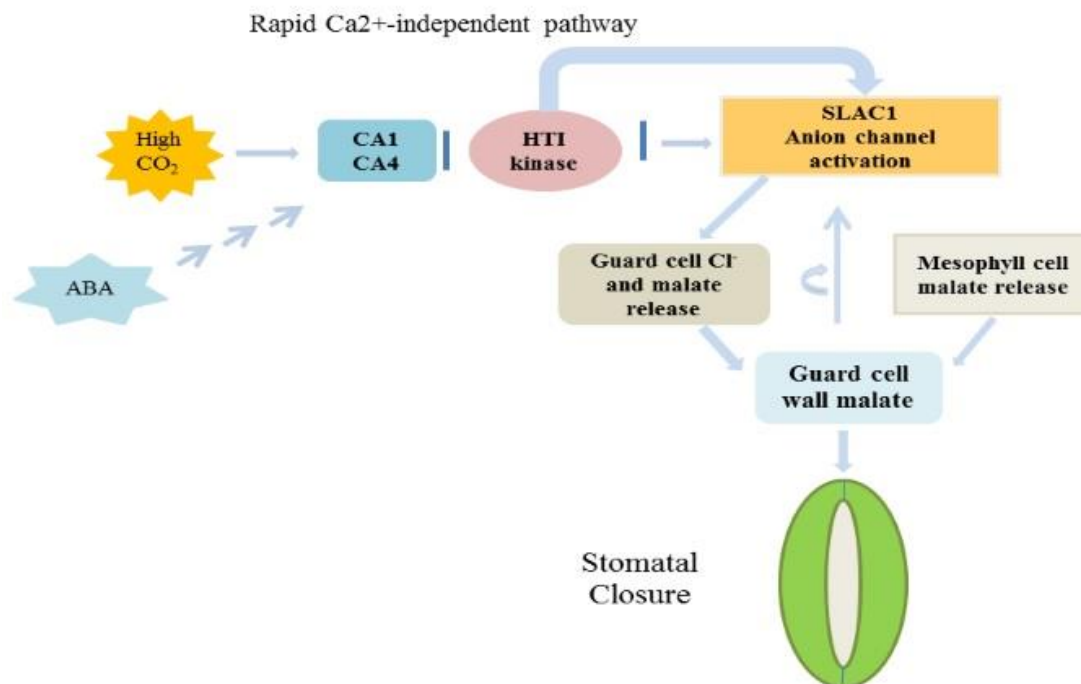 Rapid Ca2+-independent pathway
High
CO₂
CA1
CA4
HTI
kinase
SLAC1
Anion channel
activation
ABA
Guard cell Cl⁻
and malate
release
Mesophyll cell
malate release
Guard cell
wall malate
Stomatal
Closure